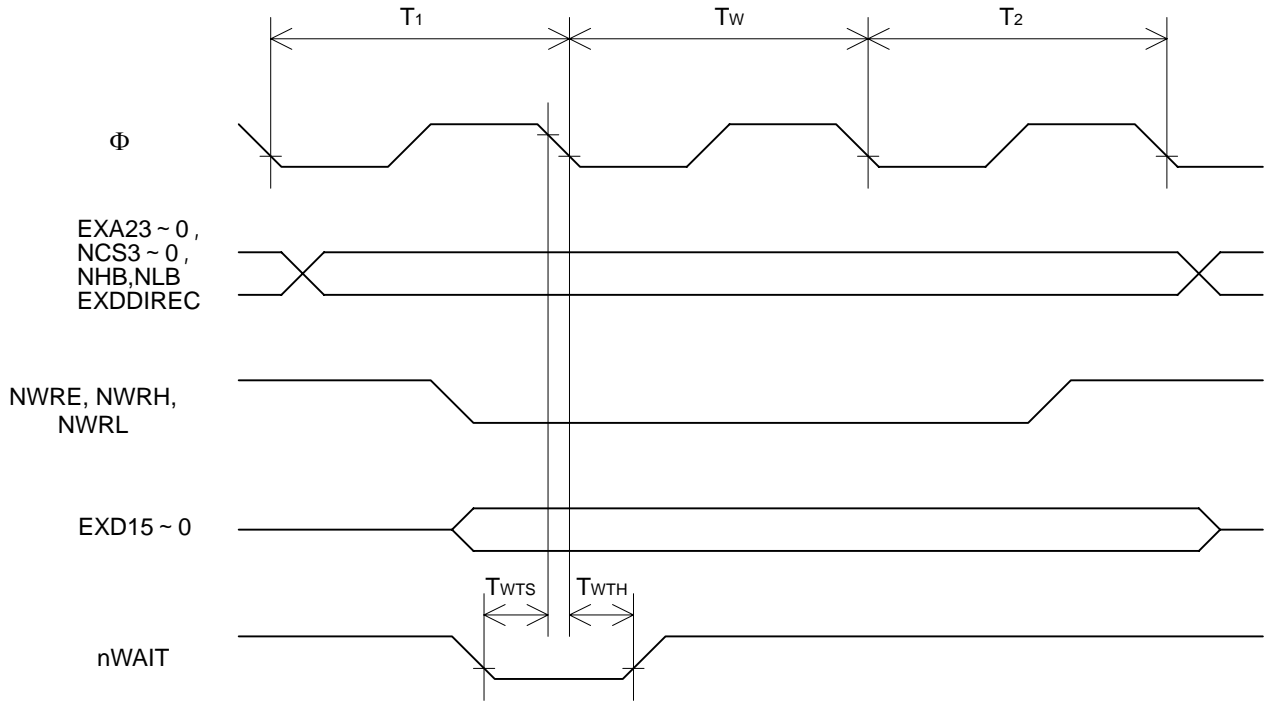 T1
TW
T2
Φ
EXA23 ~ 0 ,
NCS3 ~ 0 ,
NHB,NLB
EXDDIREC
NWRE, NWRH,
NWRL
EXD15 ~ 0
TWTS
TWTH
nWAIT